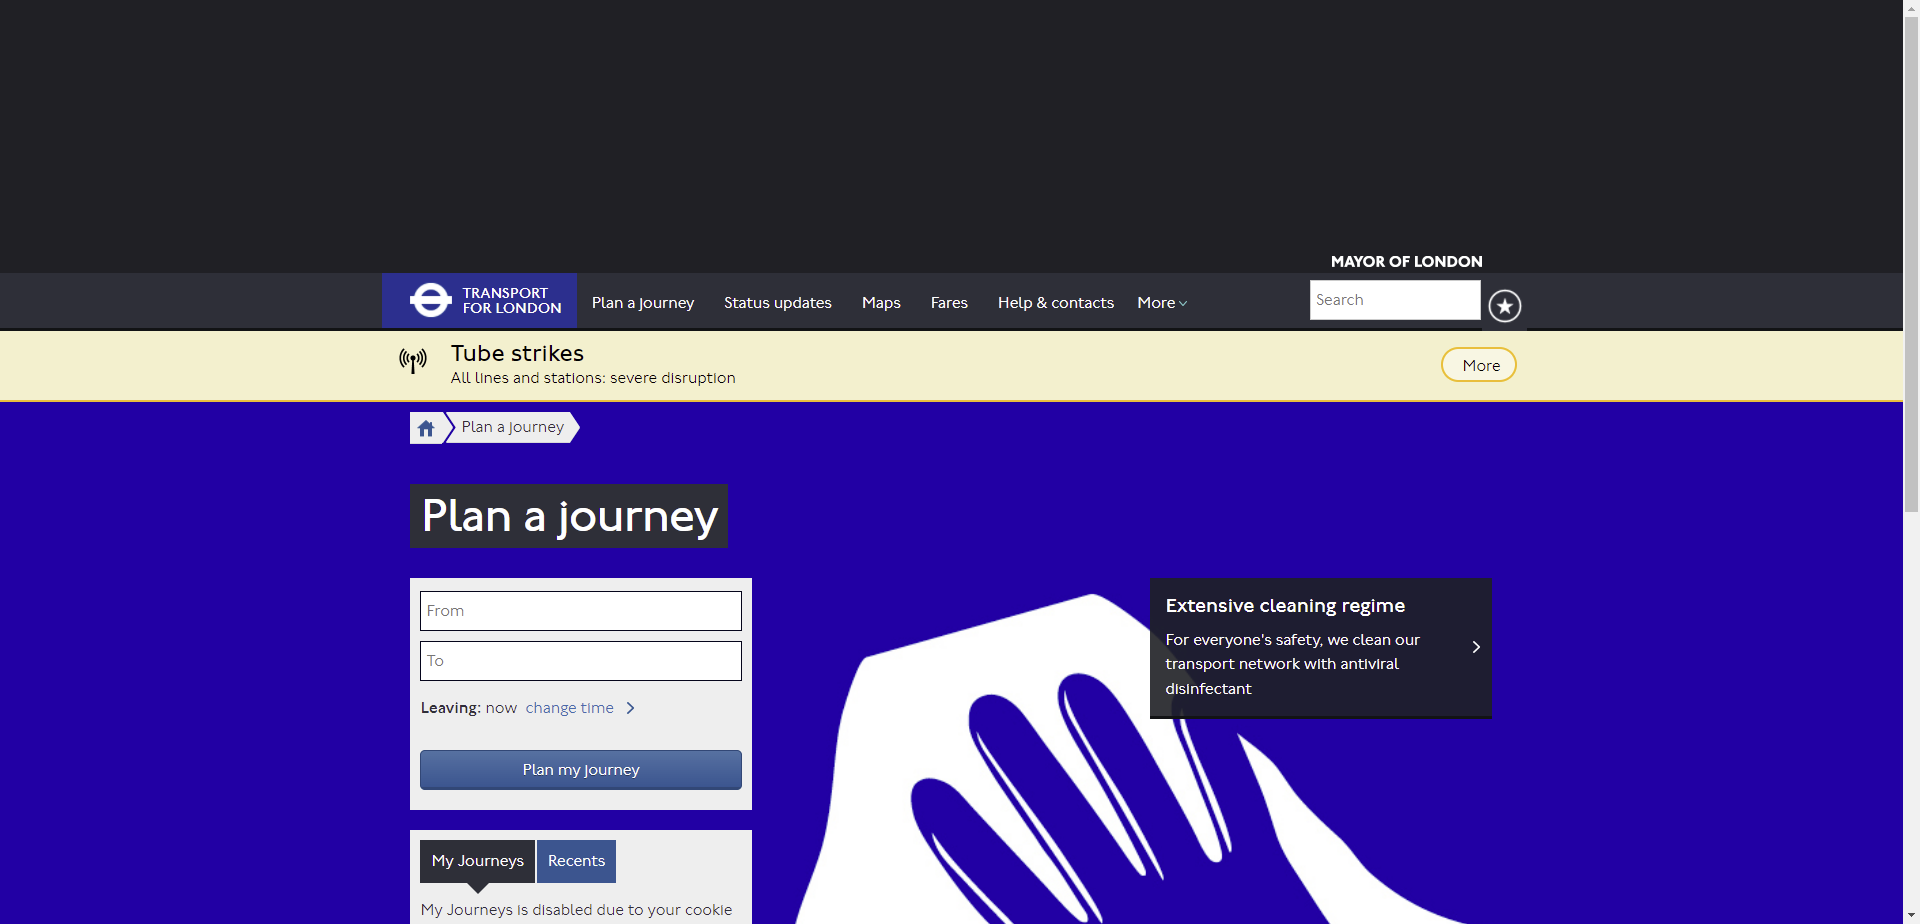 MAYOR OF LONDON
TRANSPORT
FOR LONDON
Plan a journey
Status updates
Maps
Fares
Help & contacts
More
Search
Tube strikes
All lines and stations: severe disruption
More
Plan a journey
Plan a journey
From
To
Leaving: now change time
Plan my journey
Extensive cleaning regime
For everyone's safety, we clean our
transport network with antiviral
disinfectant
My Journeys
Recents
My Journeys is disabled due to your cookie